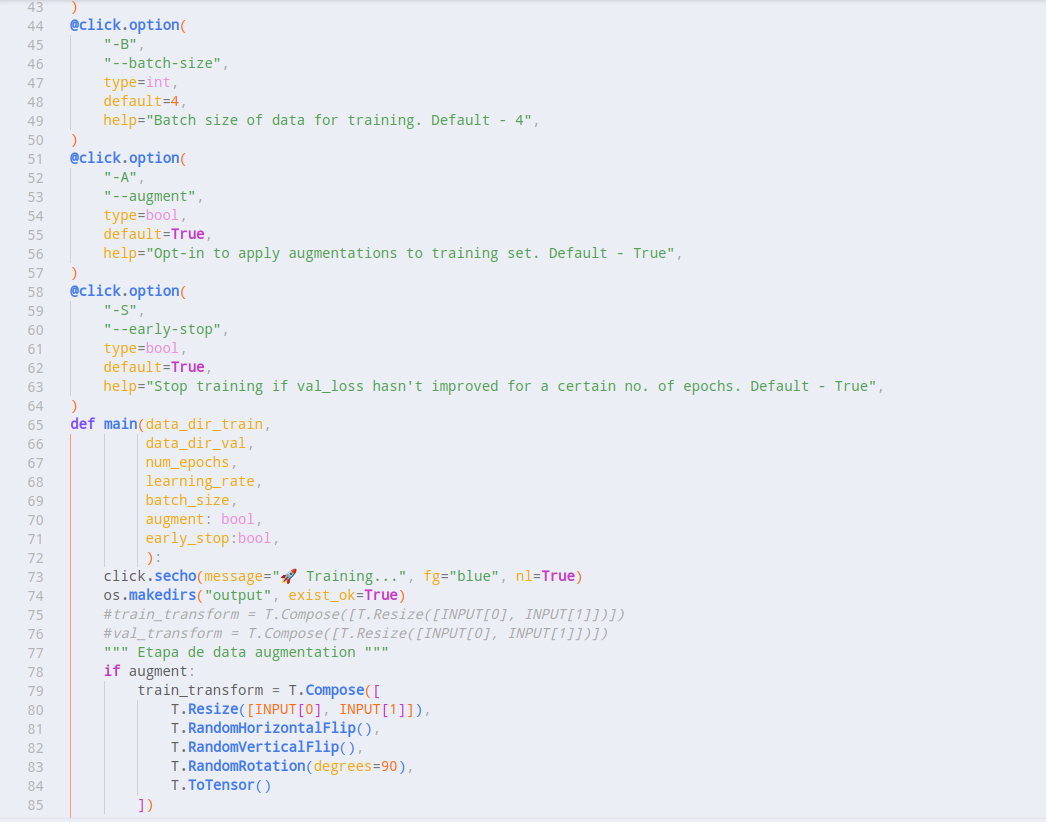 43 )
44 @click.option(
45     "-B",
46     "--batch-size",
47     type=int,
48     default=4,
49     help="Batch size of data for training. Default - 4",
50 )
51 @click.option(
52     "-A",
53     "--augment",
54     type=bool,
55     default=True,
56     help="Opt-in to apply augmentations to training set. Default - True",
57 )
58 @click.option(
59     "-S",
60     "--early-stop",
61     type=bool,
62     default=True,
63     help="Stop training if val_loss hasn't improved for a certain no. of epochs. Default - True",
64 )
65 def main(data_dir_train,
66          data_dir_val,
67          num_epochs,
68          learning_rate,
69          batch_size,
70          augment: bool,
71          early_stop:bool,
72          ):
73     click.secho(message="🚀 Training...", fg="blue", nl=True)
74     os.makedirs("output", exist_ok=True)
75     #train_transform = T.Compose([T.Resize([INPUT[0], INPUT[1]])])
76     #val_transform = T.Compose([T.Resize([INPUT[0], INPUT[1]])])
77     """ Etapa de data augmentation """
78     if augment:
79         train_transform = T.Compose([
80             T.Resize([INPUT[0], INPUT[1]]),
81             T.RandomHorizontalFlip(),
82             T.RandomVerticalFlip(),
83             T.RandomRotation(degrees=90),
84             T.ToTensor()
85         ])